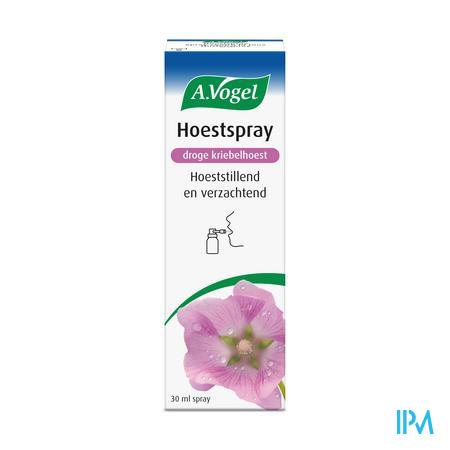 A.Vogel
Hoestspray
droge kriebelhoest
Hoeststillend
en verzachtend
30 ml spray
IPM